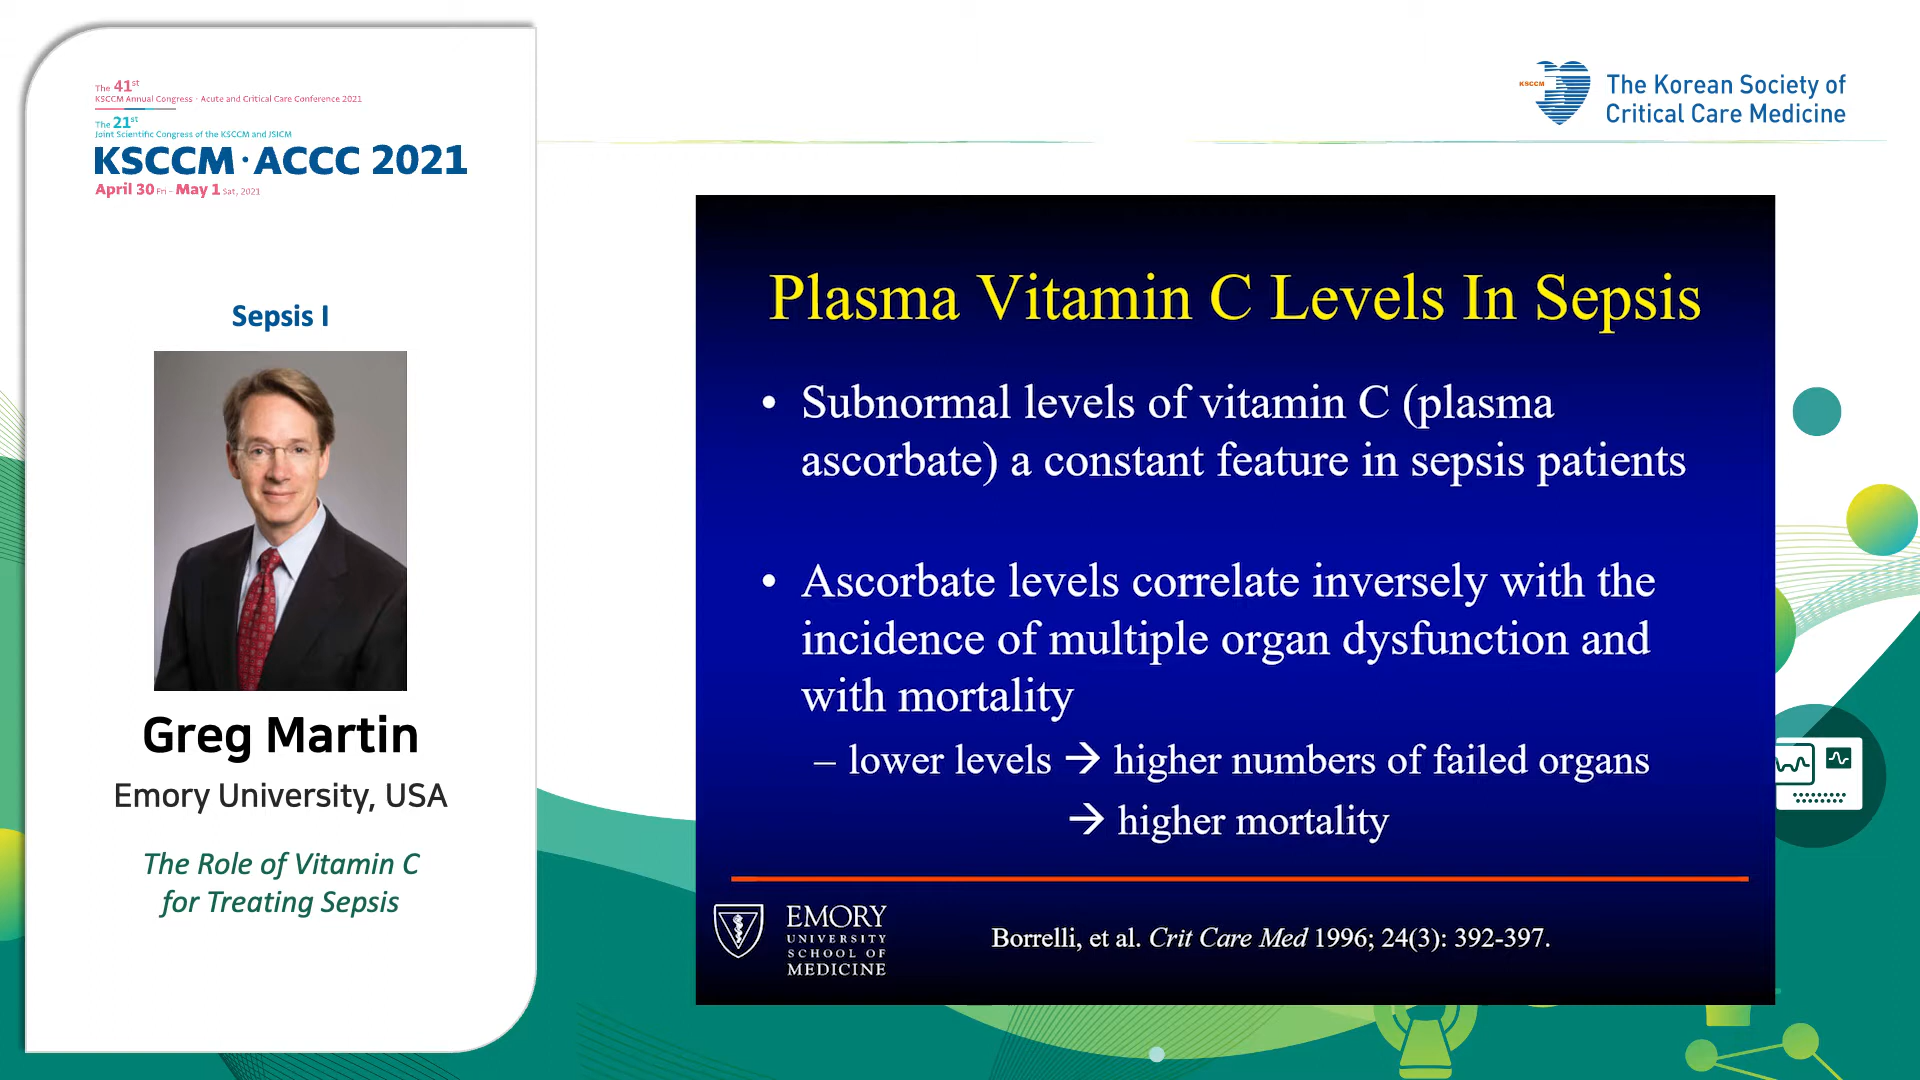 The 41st
KSCCM Annual Congress - Acute and Critical Care Conference 2021
The 21st
Joint Scientific Congress of the KSCCM and JSICM
KSCCM · ACCC 2021
April 30 Fri - May 1 Sat, 2021
Sepsis I
Greg Martin
Emory University, USA
The Role of Vitamin C
for Treating Sepsis
KSCCM
The Korean Society of
Critical Care Medicine
Plasma Vitamin C Levels In Sepsis
• Subnormal levels of vitamin C (plasma
ascorbate) a constant feature in sepsis patients
• Ascorbate levels correlate inversely with the
incidence of multiple organ dysfunction and
with mortality
– lower levels → higher numbers of failed organs
→ higher mortality
EMORY
UNIVERSITY
SCHOOL OF
MEDICINE
Borrelli, et al. Crit Care Med 1996; 24(3): 392-397.